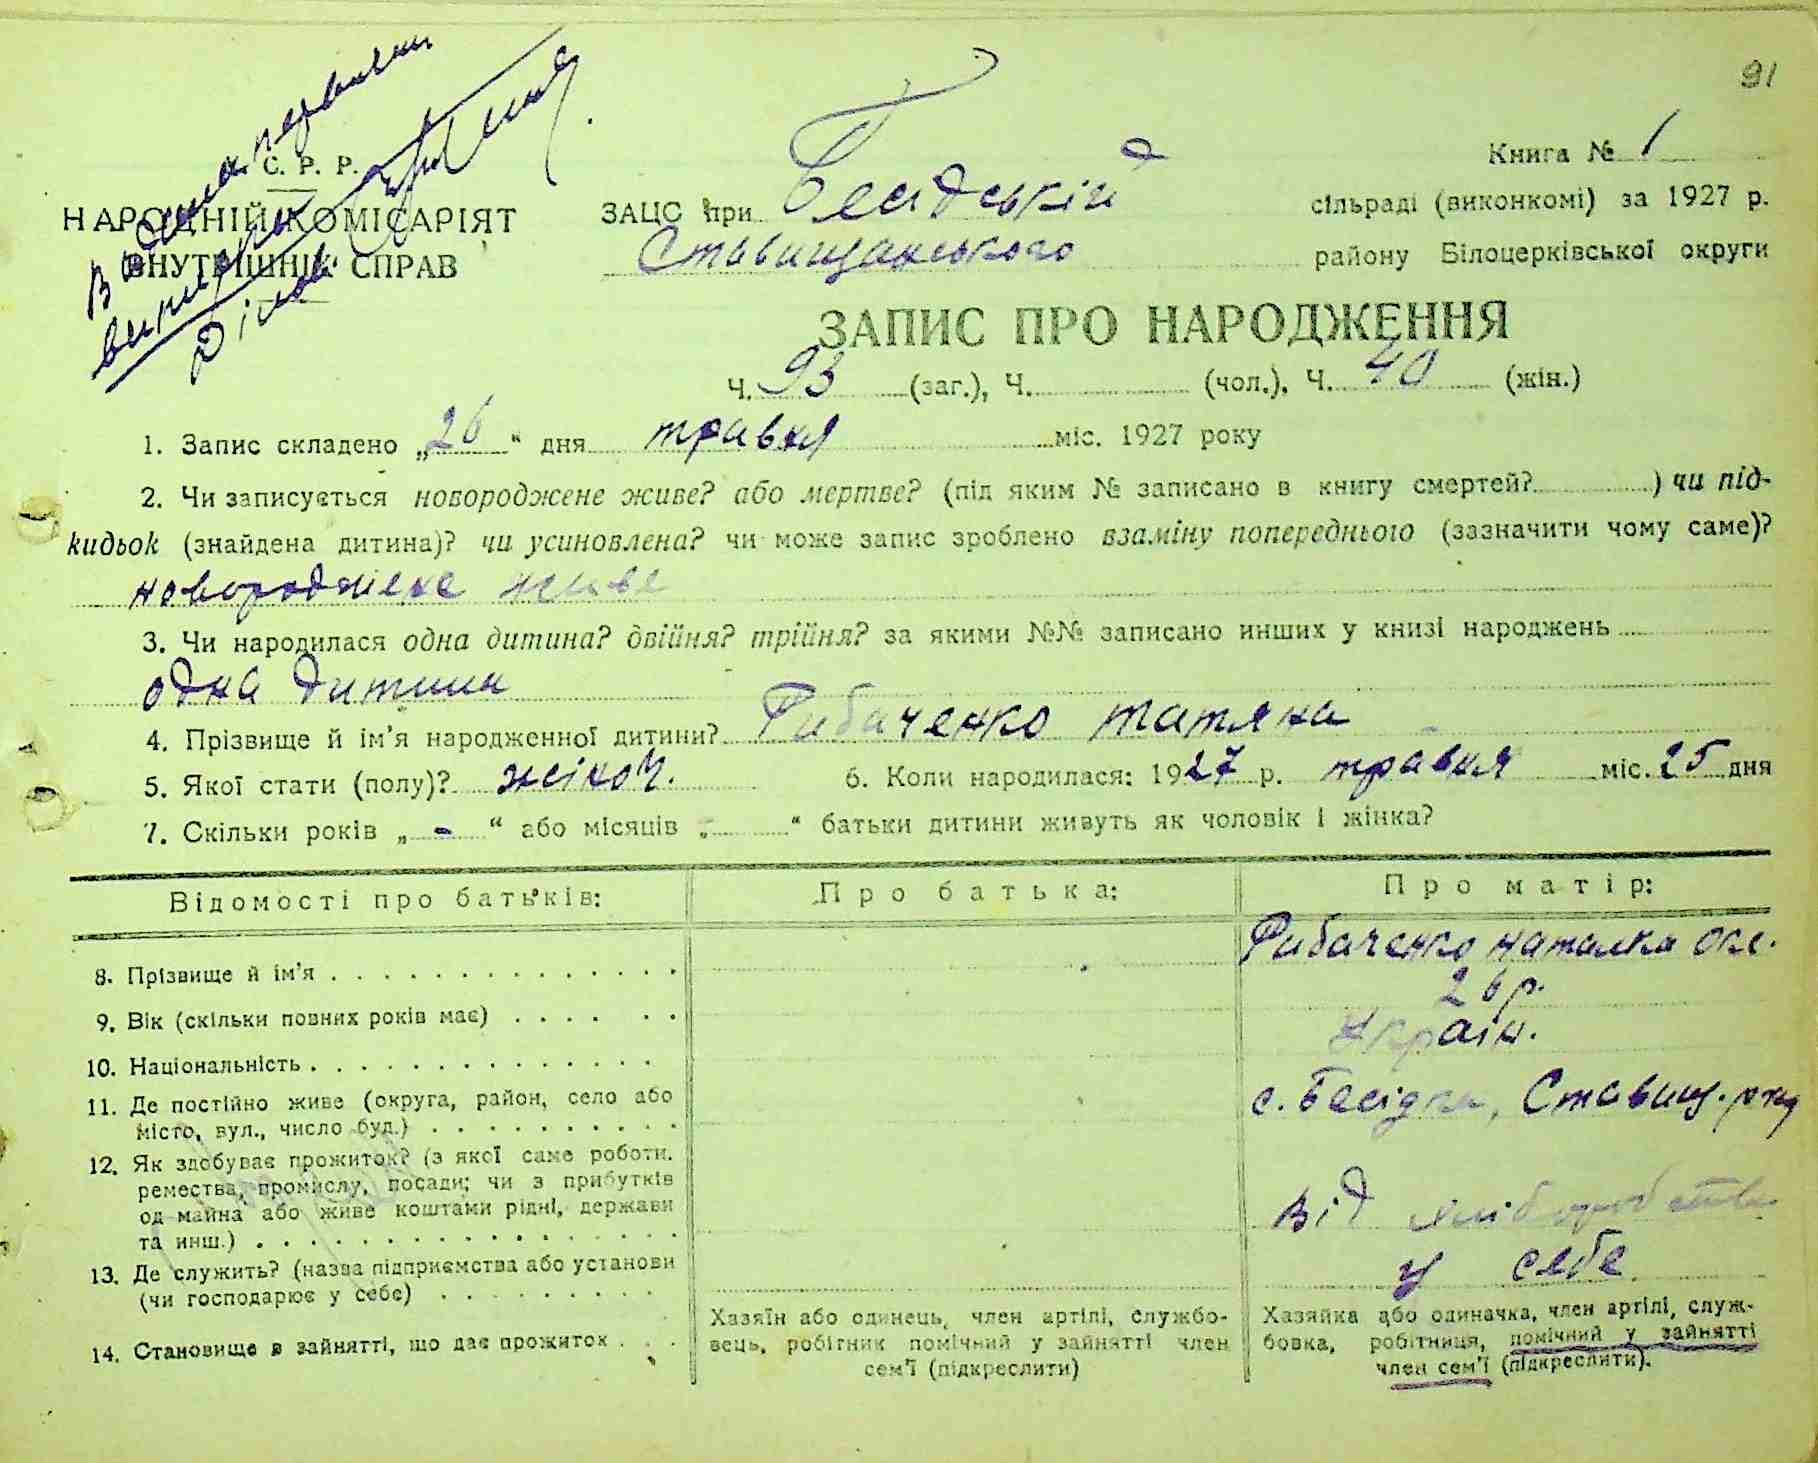 91
С. Р. Р.
НАРОДНІЙ КОМІСАРІЯТ
ВНУТРІШНІХ СПРАВ
Книга № 1
ЗАЦС при Бесідській сільраді (виконкомі) за 1927 р.
Ставищанського району Білоцерківської округи
ЗАПИС ПРО НАРОДЖЕННЯ
Ч. 93 (заг.), Ч. (чол.), Ч. 40 (жін.)
1. Запис складено „26“ дня травня міс. 1927 року
2. Чи записується новороджене живе? або мертве? (під яким № записано в книгу смертей? ) чи під-
кидьок (знайдена дитина)? чи усиновлена? чи може запис зроблено взаміну попереднього (зазначити чому саме)?
новороджене живе
3. Чи народилася одна дитина? двійня? трійня? за якими №№ записано инших у книзі народжень
одна дитина
4. Прізвище й ім'я народженної дитини? Рибаченко Татяна
5. Якої стати (полу)? жіноч. 6. Коли народилася: 1927 р. травня міс. 25 дня
7. Скільки років „ - “ або місяців „ “ батьки дитини живуть як чоловік і жінка?
Відомості про батьків: Про батька: Про матір:
8. Прізвище й ім'я Рибаченко Наталка
9. Вік (скільки повних років має) 26 р.
10. Національність Україн.
11. Де постійно живе (округа, район, село або
місто, вул., число буд.) с. Бесідка, Ставищ.
12. Як здобуває прожиток? (з якої саме роботи,
ремества, промислу, посади; чи з прибутків
од майна або живе коштами рідні, держави
та инш.) від хліборобства
13. Де служить? (назва підприємства або установи
(чи господарює у себе) у себе
14. Становище в зайнятті, що дає прожиток
Хазяїн або одинець, член артілі, службо-
вець, робітник помічний у зайнятті член
сем'ї (підкреслити)
Хазяйка або одиначка, член артілі, служ-
бовка, робітниця, помічний у зайнятті
член сем'ї (підкреслити).